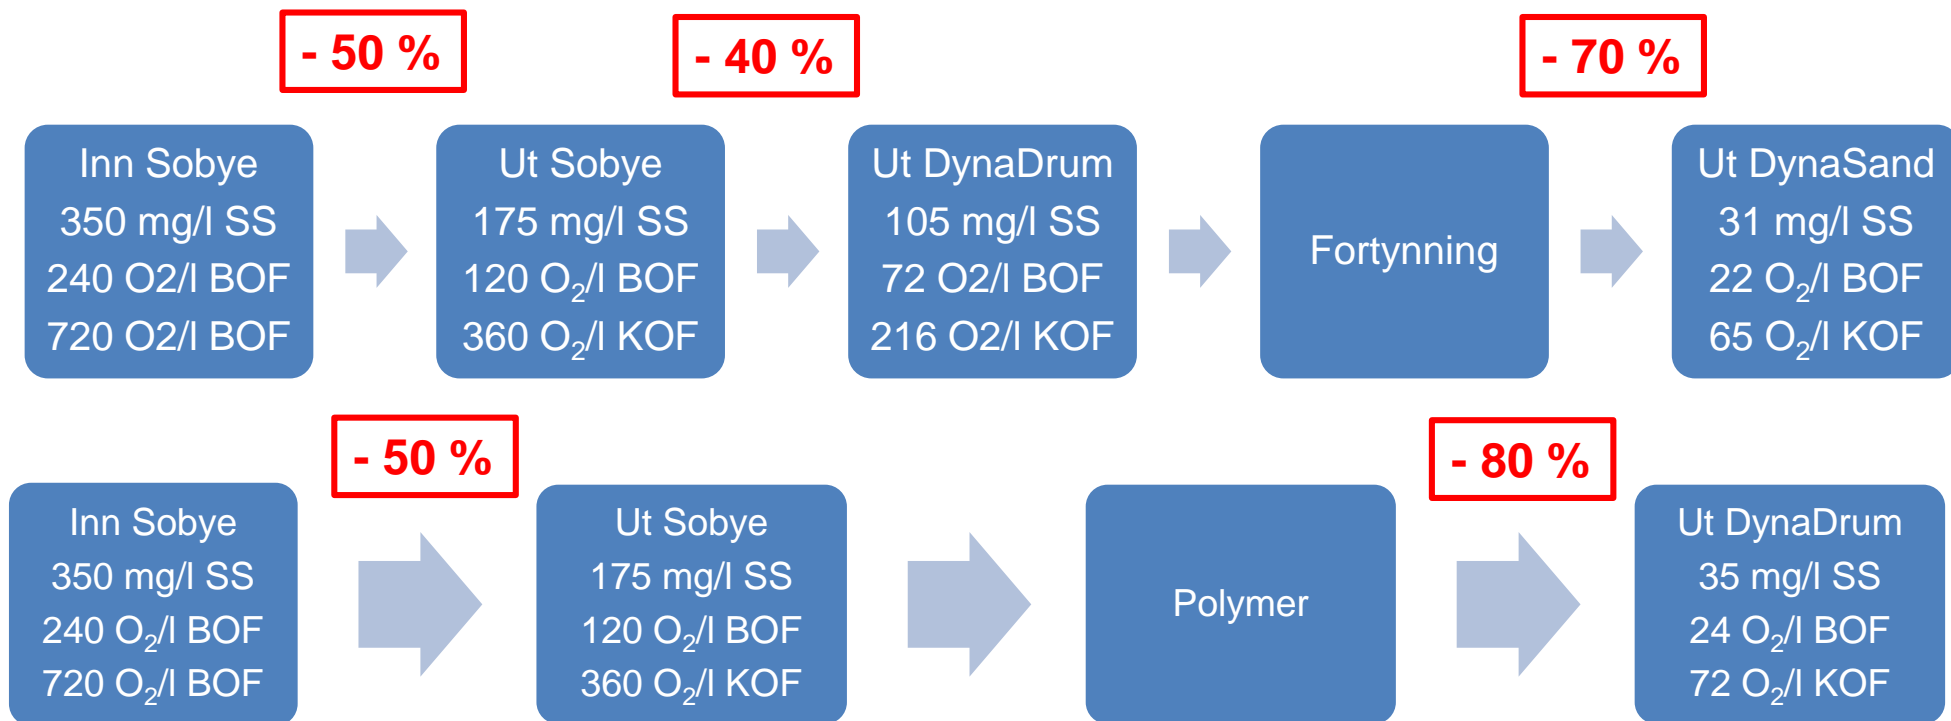 - 50 %
- 40 %
- 70 %
Inn Sobye
350 mg/l SS
240 O2/l BOF
720 O2/l BOF
Ut Sobye
175 mg/l SS
120 O₂/l BOF
360 O₂/l KOF
Ut DynaDrum
105 mg/l SS
72 O2/l BOF
216 O2/l KOF
Fortynning
Ut DynaSand
31 mg/l SS
22 O₂/l BOF
65 O₂/l KOF
- 50 %
- 80 %
Inn Sobye
350 mg/l SS
240 O₂/l BOF
720 O₂/l BOF
Ut Sobye
175 mg/l SS
120 O₂/l BOF
360 O₂/l KOF
Polymer
Ut DynaDrum
35 mg/l SS
24 O₂/l BOF
72 O₂/l KOF